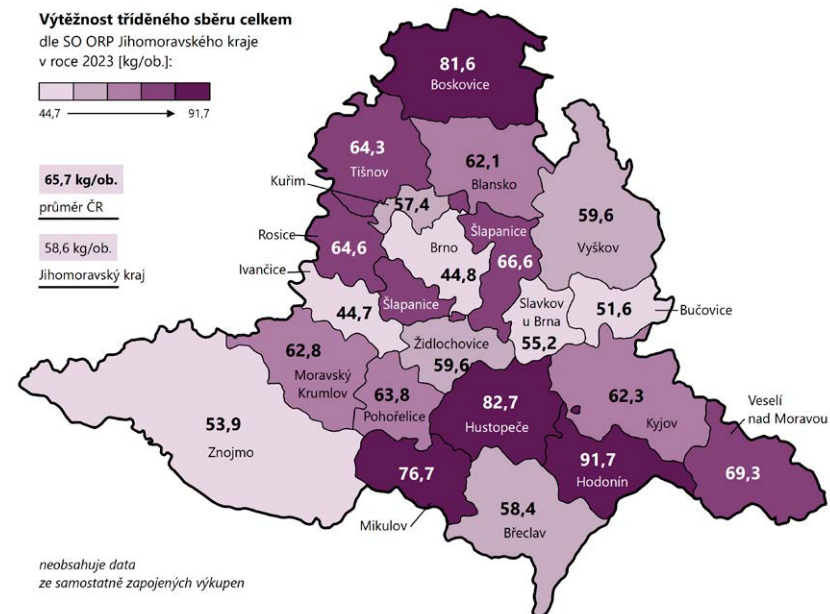 Výtěžnost tříděného sběru celkem
dle SO ORP Jihomoravského kraje
v roce 2023 [kg/ob.]:
44,7
91,7
65,7 kg/ob.
průměr ČR
58,6 kg/ob.
Jihomoravský kraj
81,6
Boskovice
64,3
Tišnov
62,1
Blansko
Kuřim
57,4
59,6
Vyškov
Rosice
64,6
Brno
44,8
Šlapanice
66,6
Ivančice
44,7
Šlapanice
Slavkov
u Brna
55,2
51,6
Bučovice
Židlochovice
59,6
62,8
Moravský
Krumlov
63,8
Pohořelice
82,7
Hustopeče
62,3
Kyjov
Veselí
nad Moravou
69,3
53,9
Znojmo
76,7
Mikulov
58,4
Břeclav
91,7
Hodonín
neobsahuje data
ze samostatně zapojených výkupen